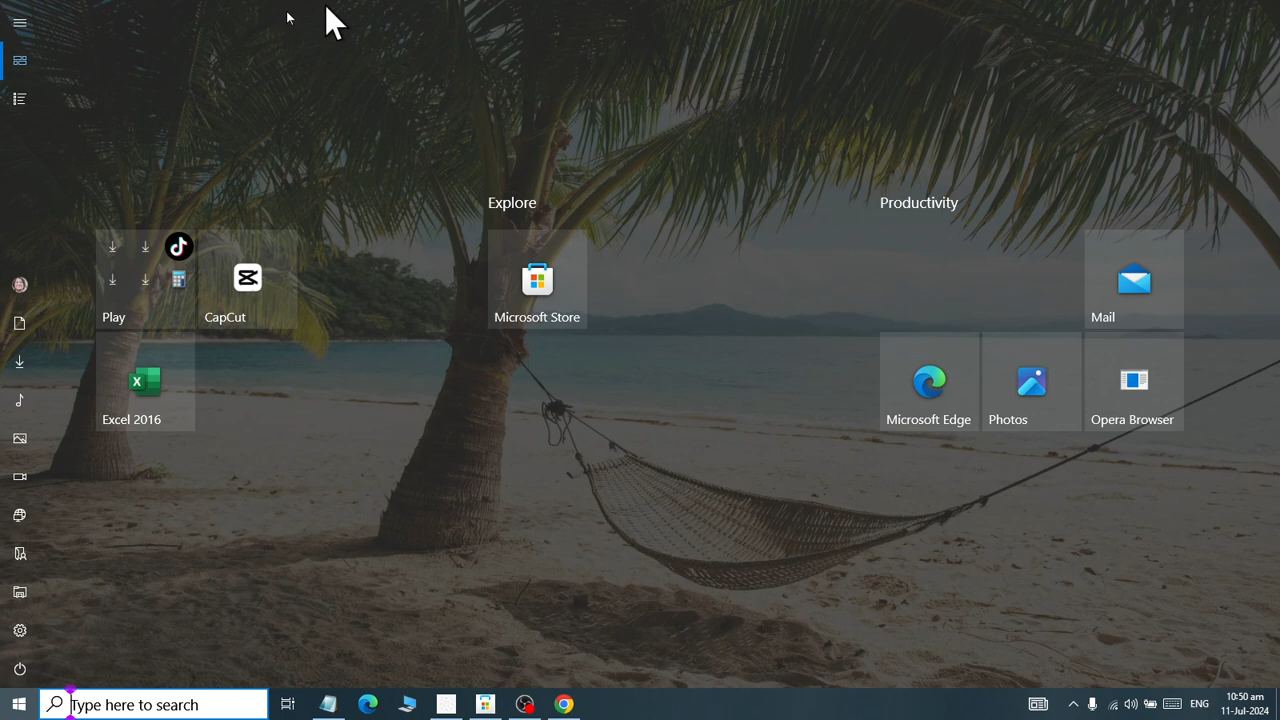 Explore
Productivity
Play
CapCut
Microsoft Store
Mail
Excel 2016
Microsoft Edge
Photos
Opera Browser
Type here to search
ENG
10:50 am
11-Jul-2024